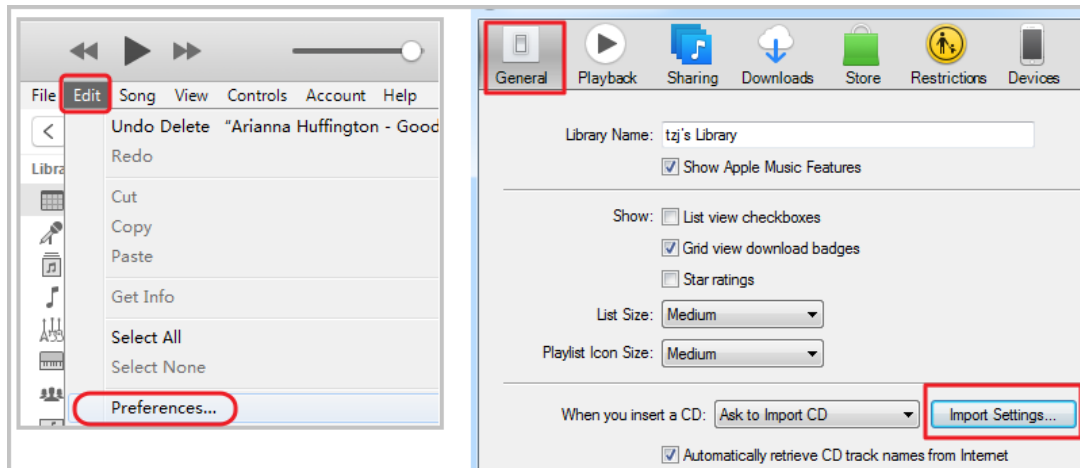 File Edit Song View Controls Account Help
Undo Delete "Arianna Huffington - Good
Redo
Libra
Cut
Copy
Paste
Get Info
Select All
Select None
Preferences...
General Playback Sharing Downloads Store Restrictions Devices
Library Name: tzj's Library
Show Apple Music Features
Show: List view checkboxes
Grid view download badges
Star ratings
List Size: Medium
Playlist Icon Size: Medium
When you insert a CD: Ask to Import CD Import Settings...
Automatically retrieve CD track names from Internet